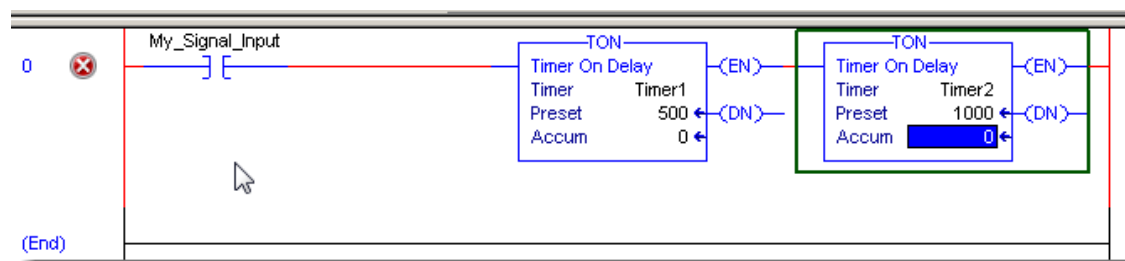 My_Signal_Input
0
TON
Timer On Delay
Timer Timer1
Preset 500
Accum 0
(EN)
(DN)
TON
Timer On Delay
Timer Timer2
Preset 1000
Accum 0
(EN)
(DN)
(End)